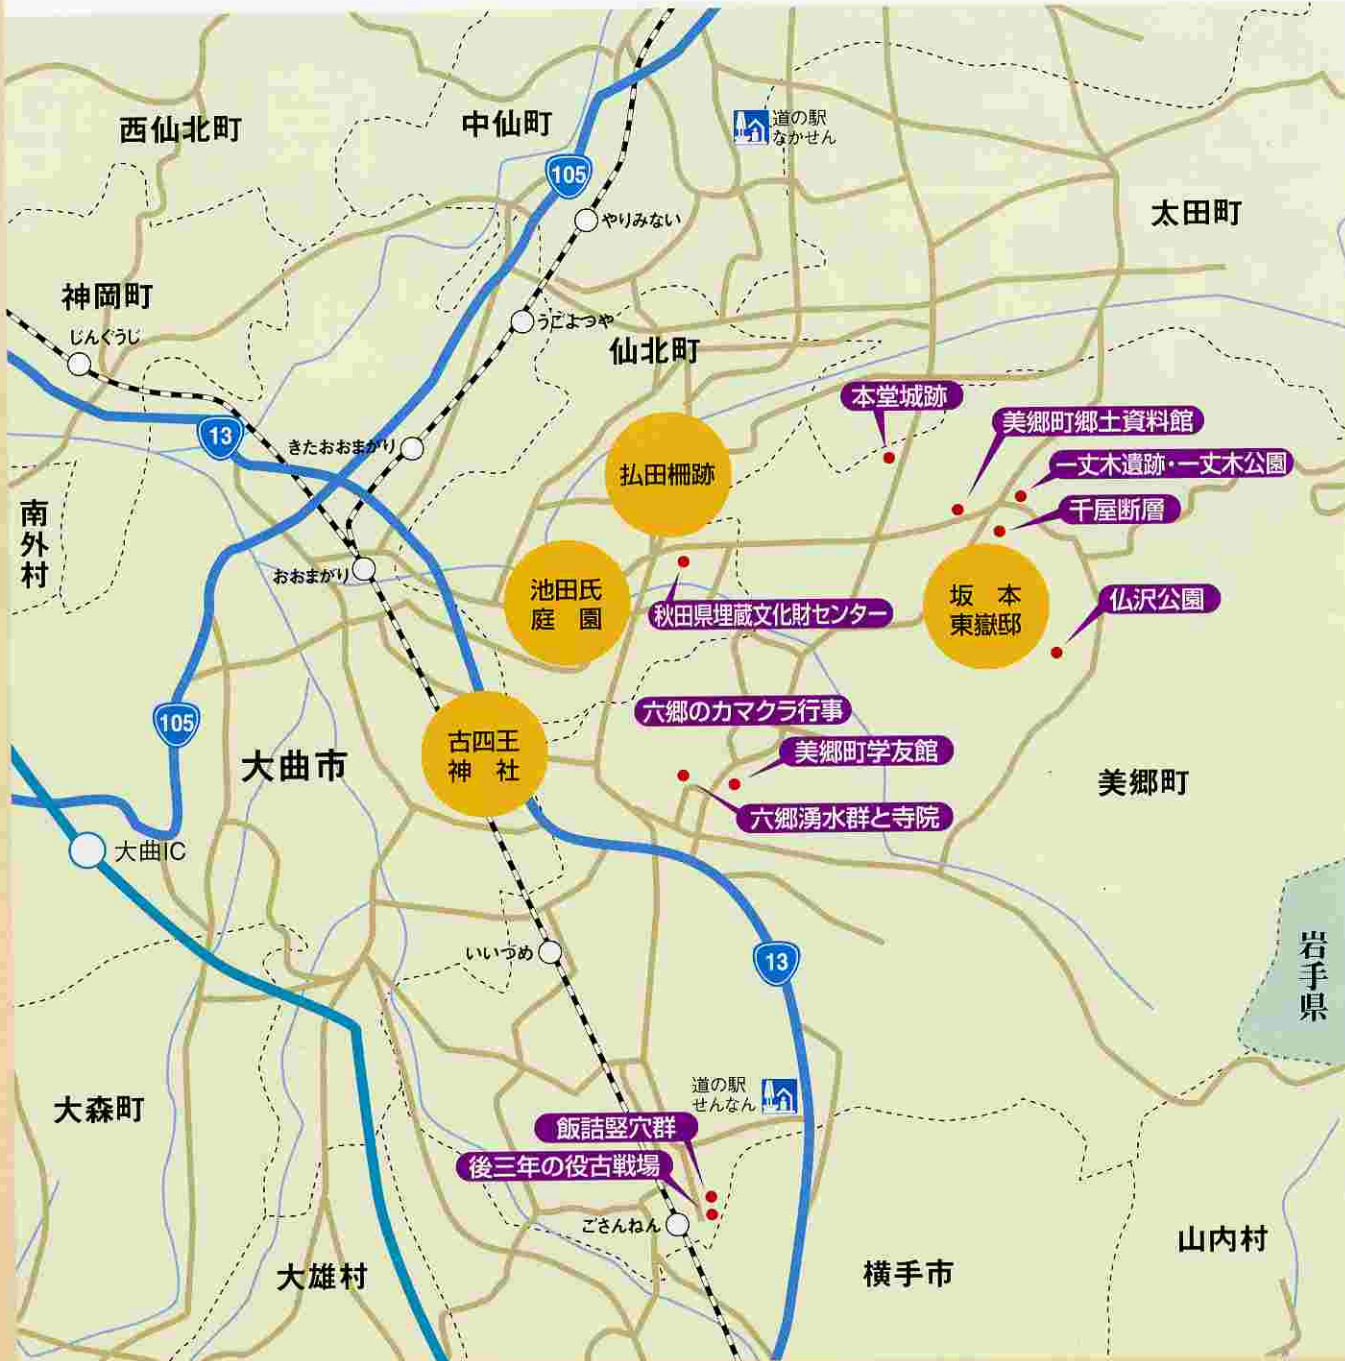 西仙北町
中仙町
道の駅
なかせん
105
やりみない
太田町
神岡町
じんぐうじ
うごよつや
仙北町
本堂城跡
美郷町郷土資料館
13
きたおおまがり
払田柵跡
一丈木遺跡・一丈木公園
千屋断層
南外村
おおまがり
池田氏
庭 園
秋田県埋蔵文化財センター
坂 本
東嶽邸
仏沢公園
105
六郷のカマクラ行事
古四王
神 社
大曲市
美郷町学友館
美郷町
六郷湧水群と寺院
大曲IC
いいづめ
13
岩手県
道の駅
せんなん
大森町
飯詰竪穴群
後三年の役古戦場
ごさんねん
山内村
大雄村
横手市